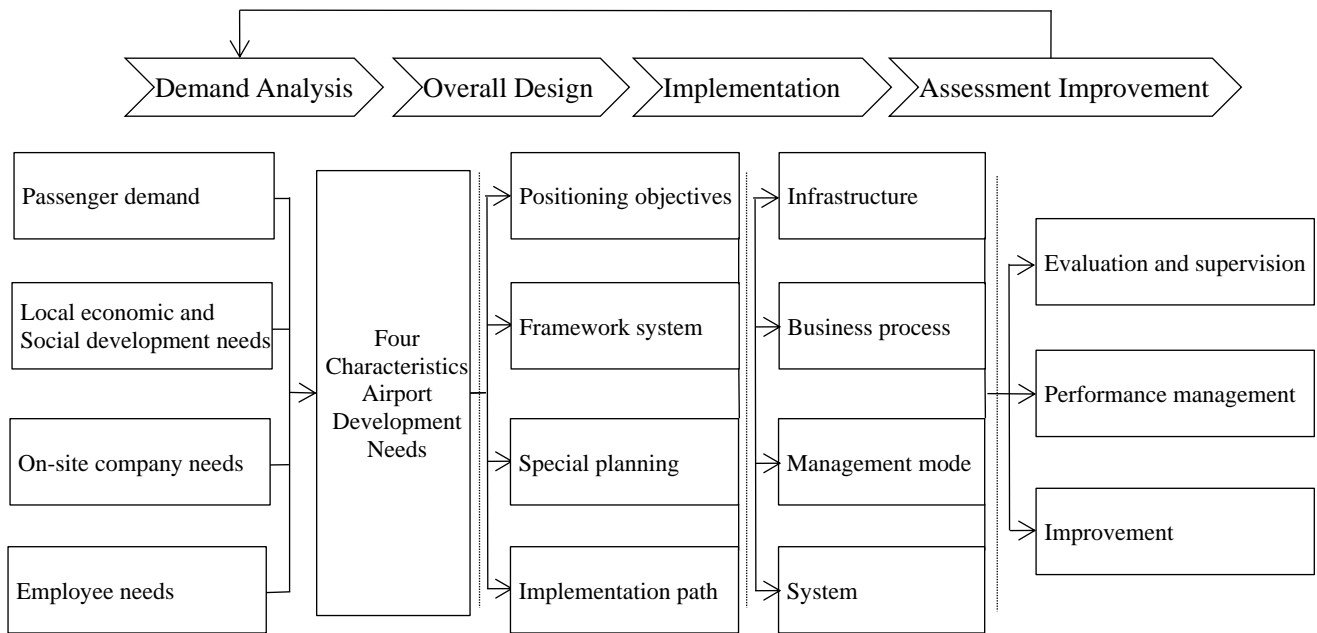 Demand Analysis
Overall Design
Implementation
Assessment Improvement
Passenger demand
Local economic and
Social development needs
On-site company needs
Employee needs
Four
Characteristics
Airport
Development
Needs
Positioning objectives
Framework system
Special planning
Implementation path
Infrastructure
Business process
Management mode
System
Evaluation and supervision
Performance management
Improvement